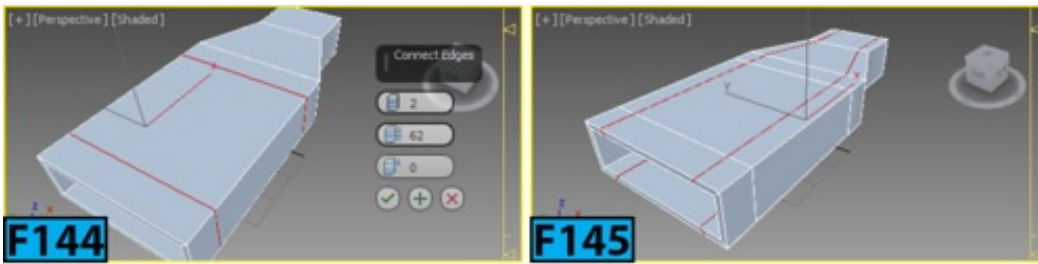 [+][Perspective][Shaded]
Connect Edges
2
62
0
z
x
F144
[+][Perspective][Shaded]
Y
x
z
x
F145